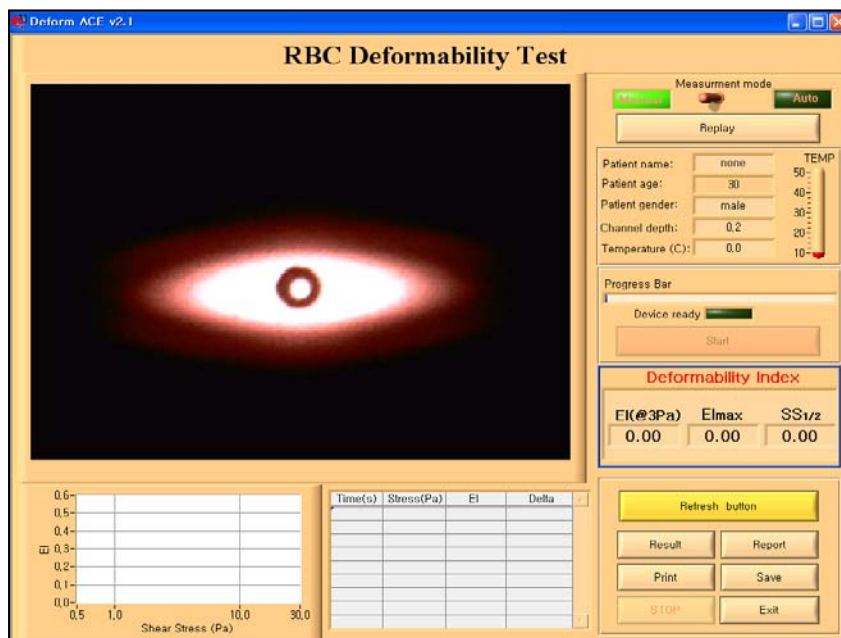 Deform ACE v2.1
RBC Deformability Test
Measurment mode
Manual
Auto
Replay
Patient name: none
Patient age: 30
Patient gender: male
Channel depth: 0,2
Temperature (C): 0,0
TEMP
50
40
30
20
10
Progress Bar
Device ready
Start
Deformability Index
EI(@3Pa) EImax SS1/2
0.00 0.00 0.00
0,6
0,5
0,4
0,3
0,2
0,1
0,0
EI
0,5 1,0 10,0 30,0
Shear Stress (Pa)
Time(s) Stress(Pa) EI Delta
Refresh button
Result Report
Print Save
STOP Exit